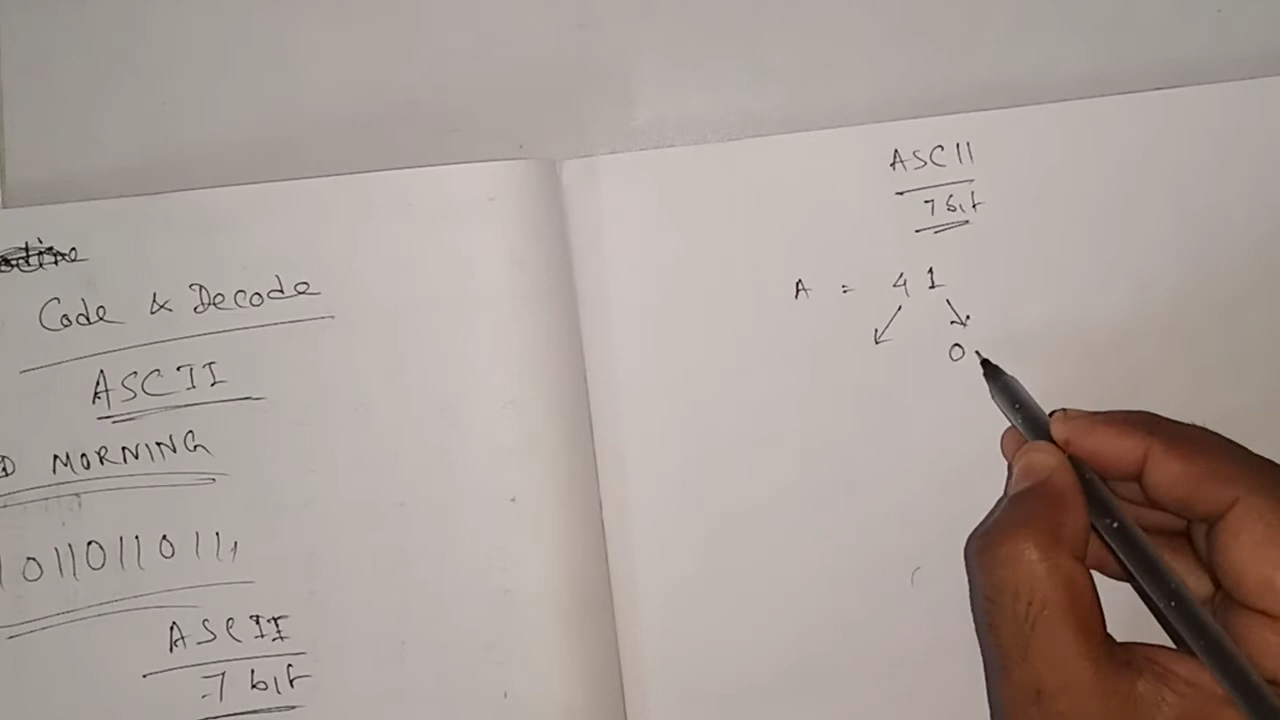 Code & Decode
ASCII
MORNING
1011011011,
ASCII
7 bit
ASCII
7 bit
A = 41
0